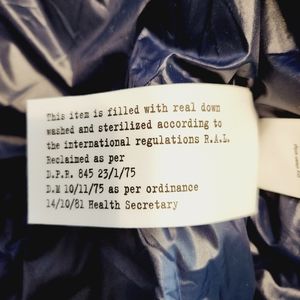 This item is filled with real down
washed and sterilized according to
the international regulations R.A.L.
Reclaimed as per
D.P.R. 845 23/1/75
D.M 10/11/75 as per ordinance
14/10/81 Health Secretary